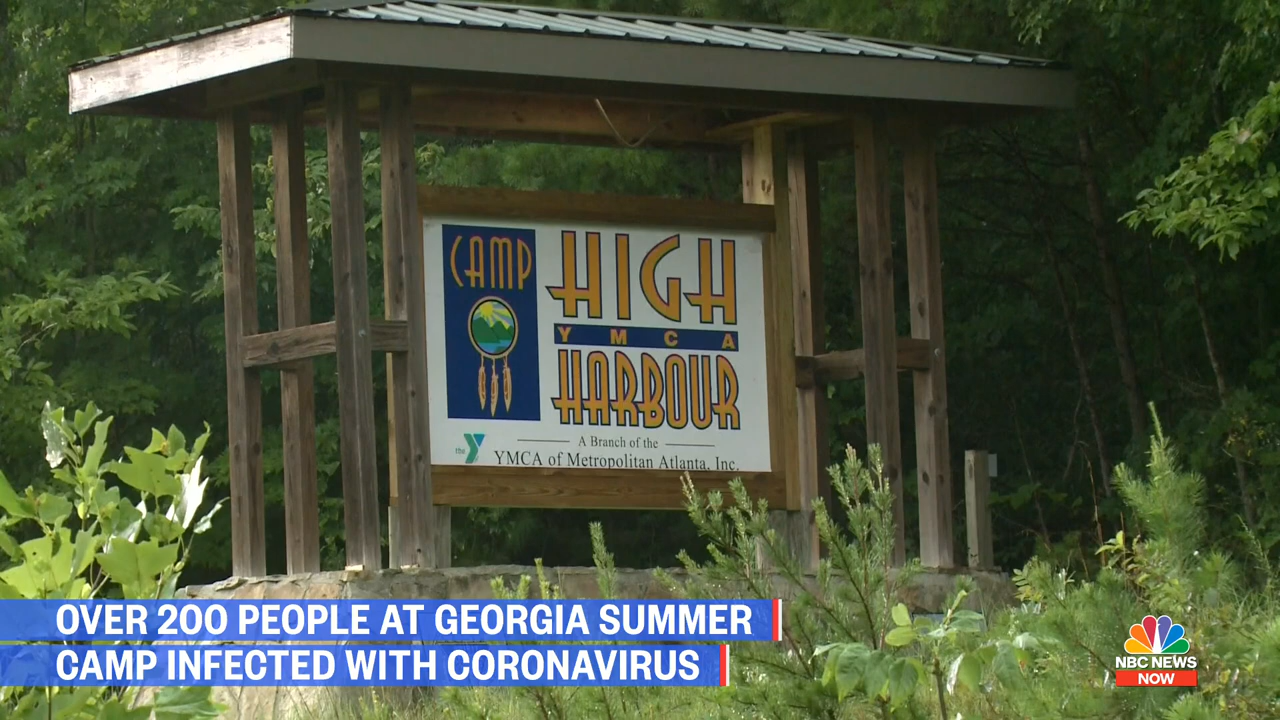 CAMP
HIGH
YMCA
HARBOUR
A Branch of the
the Y
YMCA of Metropolitan Atlanta, Inc.
OVER 200 PEOPLE AT GEORGIA SUMMER
CAMP INFECTED WITH CORONAVIRUS
NBC NEWS
NOW